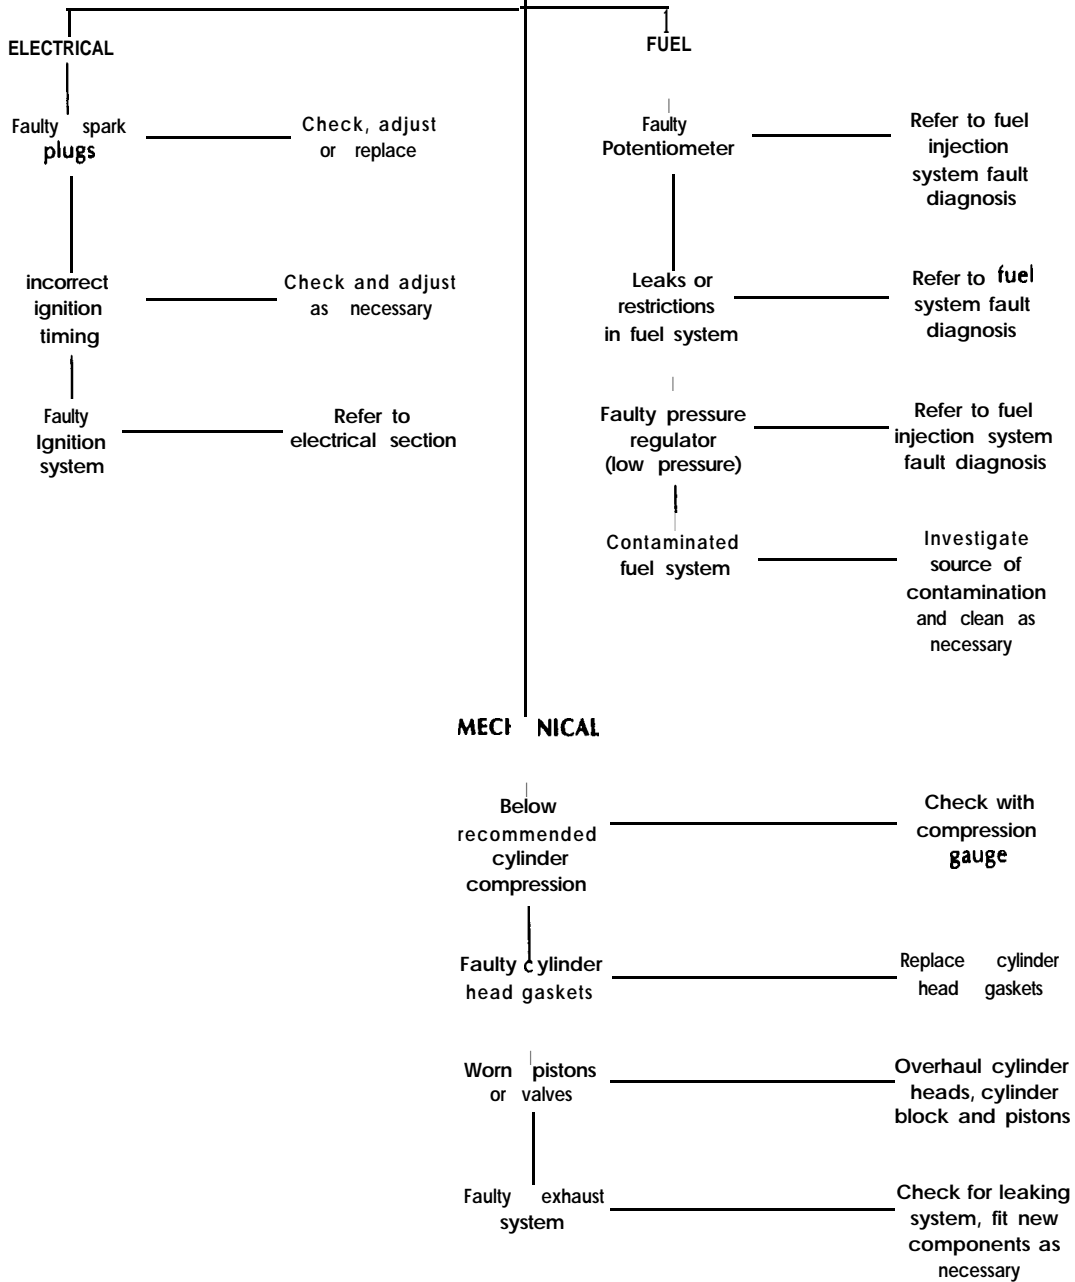 ELECTRICAL
Faulty spark
plugs
Check, adjust
or replace
incorrect
ignition
timing
Check and adjust
as necessary
Faulty
Ignition
system
Refer to
electrical section
FUEL
Faulty
Potentiometer
Refer to fuel
injection
system fault
diagnosis
Leaks or
restrictions
in fuel system
Refer to fuel
system fault
diagnosis
Faulty pressure
regulator
(low pressure)
Refer to fuel
injection system
fault diagnosis
Contaminated
fuel system
Investigate
source of
contamination
and clean as
necessary
MECHANICAL
Below
recommended
cylinder
compression
Check with
compression
gauge
Faulty cylinder
head gaskets
Replace cylinder
head gaskets
Worn pistons
or valves
Overhaul cylinder
heads, cylinder
block and pistons
Faulty exhaust
system
Check for leaking
system, fit new
components as
necessary